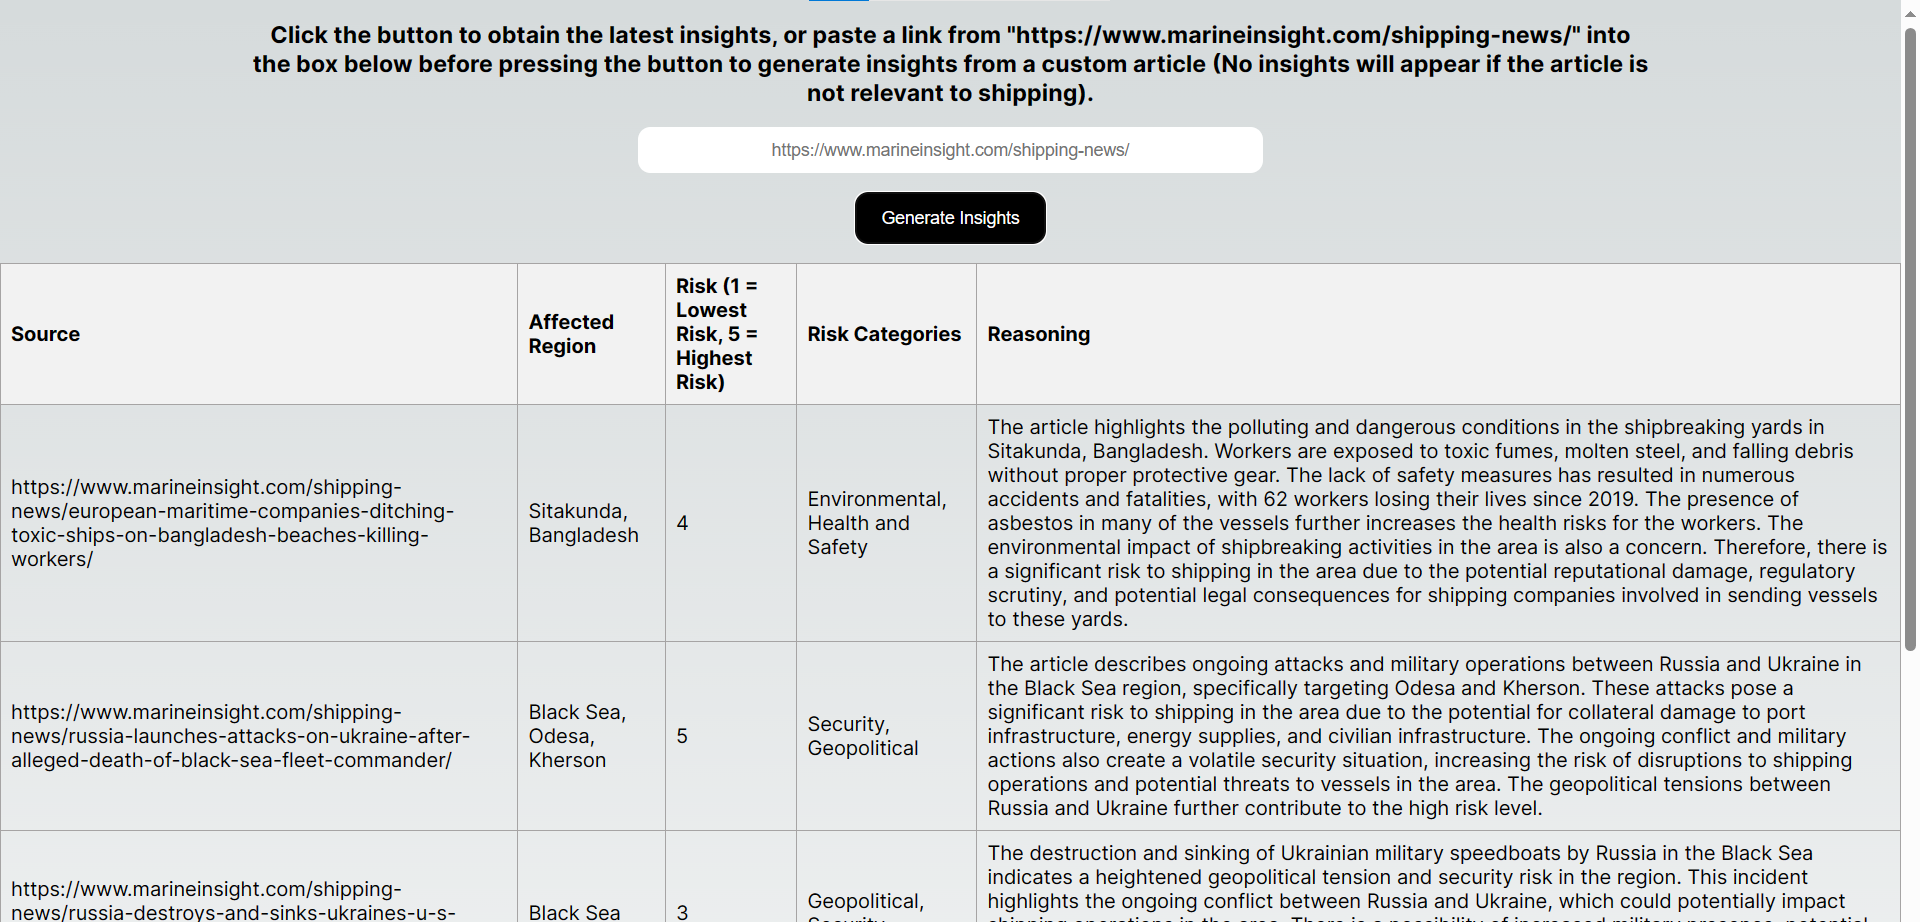 Click the button to obtain the latest insights, or paste a link from "https://www.marineinsight.com/shipping-news/" into
the box below before pressing the button to generate insights from a custom article (No insights will appear if the article is
not relevant to shipping).
https://www.marineinsight.com/shipping-news/
Generate Insights
Source
Affected
Region
Risk (1 =
Lowest
Risk, 5 =
Highest
Risk)
Risk Categories
Reasoning
https://www.marineinsight.com/shipping-
news/european-maritime-companies-ditching-
toxic-ships-on-bangladesh-beaches-killing-
workers/
Sitakunda,
Bangladesh
4
Environmental,
Health and
Safety
The article highlights the polluting and dangerous conditions in the shipbreaking yards in
Sitakunda, Bangladesh. Workers are exposed to toxic fumes, molten steel, and falling debris
without proper protective gear. The lack of safety measures has resulted in numerous
accidents and fatalities, with 62 workers losing their lives since 2019. The presence of
asbestos in many of the vessels further increases the health risks for the workers. The
environmental impact of shipbreaking activities in the area is also a concern. Therefore, there is
a significant risk to shipping in the area due to the potential reputational damage, regulatory
scrutiny, and potential legal consequences for shipping companies involved in sending vessels
to these yards.
https://www.marineinsight.com/shipping-
news/russia-launches-attacks-on-ukraine-after-
alleged-death-of-black-sea-fleet-commander/
Black Sea,
Odesa,
Kherson
5
Security,
Geopolitical
The article describes ongoing attacks and military operations between Russia and Ukraine in
the Black Sea region, specifically targeting Odesa and Kherson. These attacks pose a
significant risk to shipping in the area due to the potential for collateral damage to port
infrastructure, energy supplies, and civilian infrastructure. The ongoing conflict and military
actions also create a volatile security situation, increasing the risk of disruptions to shipping
operations and potential threats to vessels in the area. The geopolitical tensions between
Russia and Ukraine further contribute to the high risk level.
https://www.marineinsight.com/shipping-
news/russia-destroys-and-sinks-ukraines-u-s-
Black Sea
3
Geopolitical,
Security
The destruction and sinking of Ukrainian military speedboats by Russia in the Black Sea
indicates a heightened geopolitical tension and security risk in the region. This incident
highlights the ongoing conflict between Russia and Ukraine, which could potentially impact
shipping operations in the area. There is a possibility of increased military presence, potential